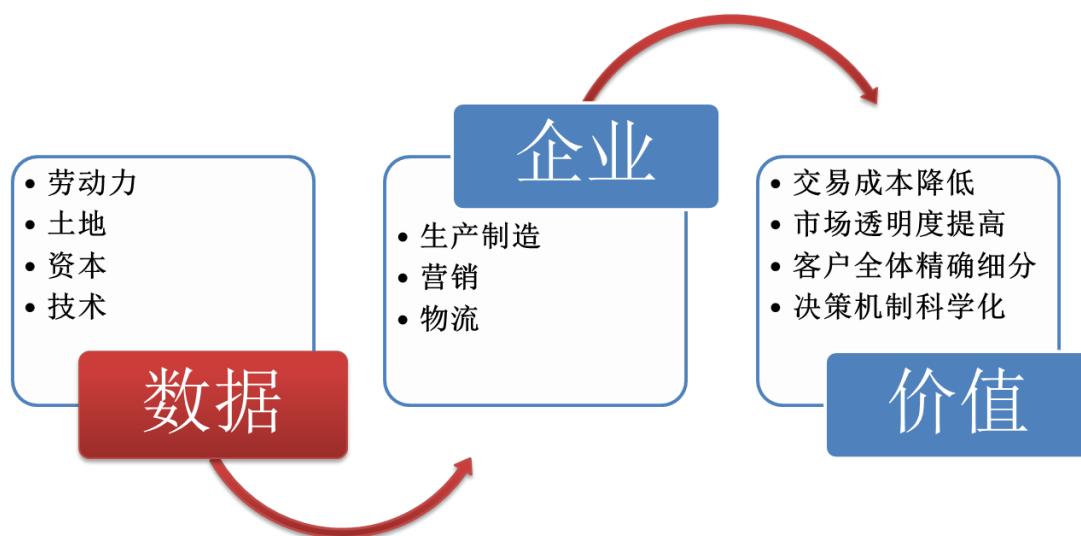 • 劳动力
• 土地
• 资本
• 技术
数据
企业
• 生产制造
• 营销
• 物流
• 交易成本降低
• 市场透明度提高
• 客户全体精确细分
• 决策机制科学化
价值